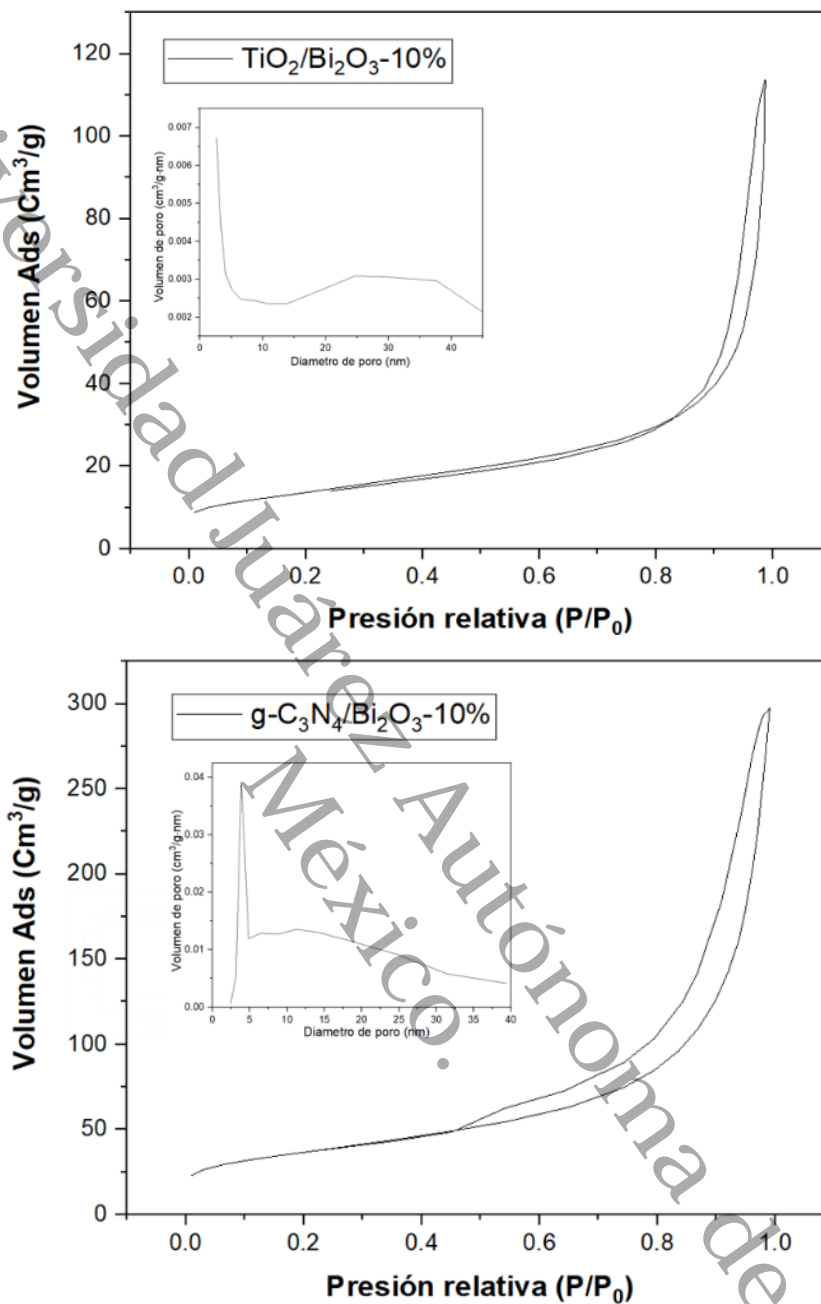 TiO₂/Bi₂O₃-10%
Volumen Ads (Cm³/g)
120
100
80
60
40
20
0
Volumen de poro (cm³/g·nm)
0.007
0.006
0.005
0.004
0.003
0.002
0 10 20 30 40
Diametro de poro (nm)
0.0 0.2 0.4 0.6 0.8 1.0
Presión relativa (P/P₀)
g-C₃N₄/Bi₂O₃-10%
Volumen Ads (Cm³/g)
300
250
200
150
100
50
0
Volumen de poro (cm³/g·nm)
0.04
0.03
0.02
0.01
0.00
0 5 10 15 20 25 30 35 40
Diametro de poro (nm)
0.0 0.2 0.4 0.6 0.8 1.0
Presión relativa (P/P₀)
iversidad Juárez Autónoma de
México.